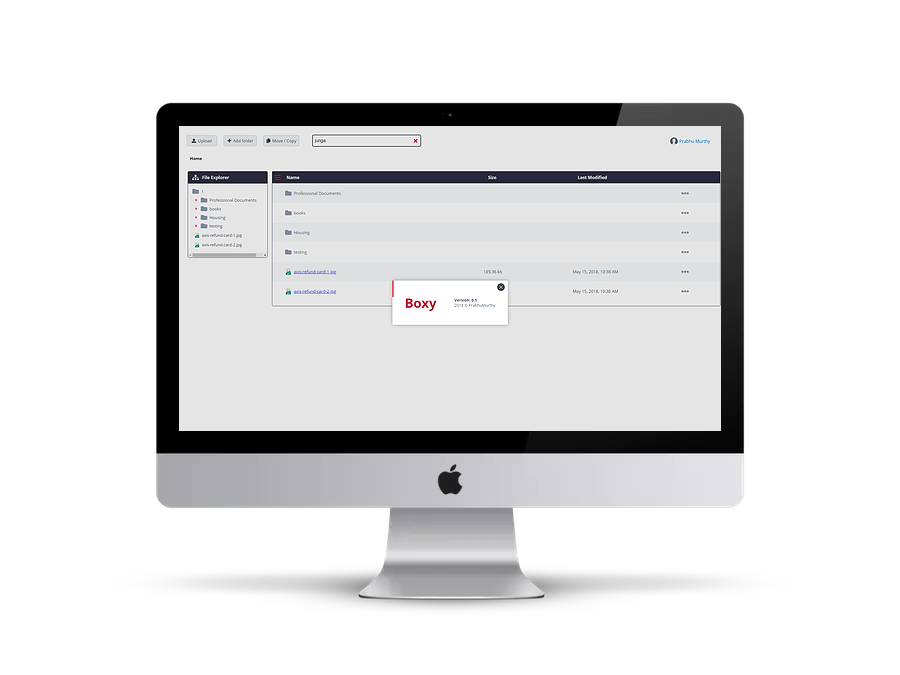 Upload
Add folder
Move / Copy
junga
Prabhu Murthy
Home
File Explorer
\
Professional Documents
books
Housing
testing
axis-refund-card-1.jpg
axis-refund-card-2.jpg
Name Size Last Modified
Professional Documents
books
Housing
testing
axis-refund-card-1.jpg 185.36 kb May 15, 2018, 10:38 AM
axis-refund-card-2.jpg May 15, 2018, 10:38 AM
Boxy
Version: 0.1
2018 © PrabhuMurthy